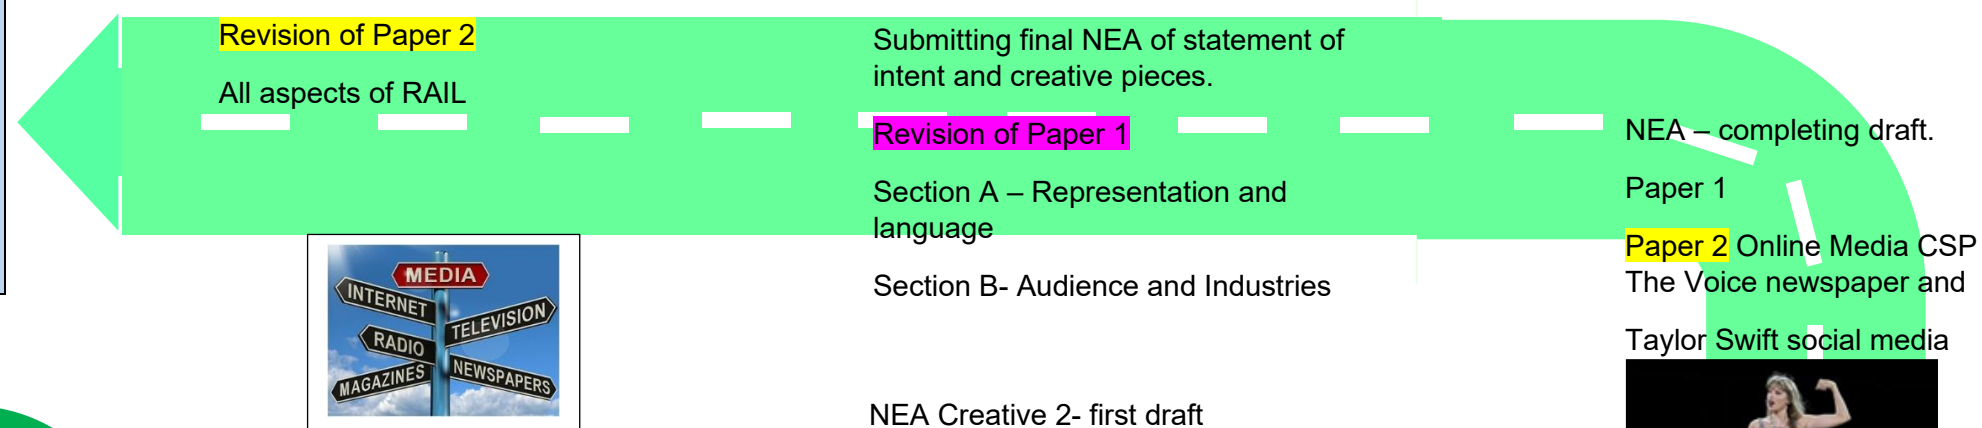 Revision of Paper 2
All aspects of RAIL
MEDIA
INTERNET
TELEVISION
RADIO
NEWSPAPERS
MAGAZINES
Submitting final NEA of statement of
intent and creative pieces.
Revision of Paper 1
Section A – Representation and
language
Section B- Audience and Industries
NEA Creative 2- first draft
NEA – completing draft.
Paper 1
Paper 2 Online Media CSP
The Voice newspaper and
Taylor Swift social media